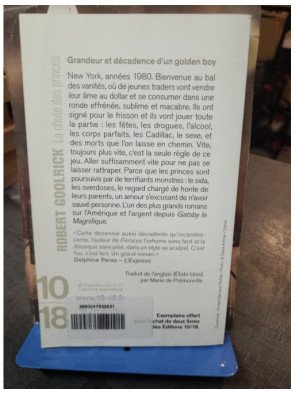 Grandeur et décadence d'un golden boy
New York, années 1980. Bienvenue au bal
des vanités, où de jeunes traders vont vendre
leur âme au dollar et se consumer dans une
ronde effrénée, sublime et macabre. Ils ont
signé pour le frisson et ils vont jouer toute
la partie : les fêtes, les drogues, l'alcool,
les corps parfaits, les Cadillac, le sexe, et
des morts que l'on laisse en chemin. Vite,
toujours plus vite, c'est la seule règle de ce
jeu. Aller suffisamment vite pour ne pas se
laisser rattraper. Parce que les princes sont
poursuivis par de terrifiants monstres : le sida,
les overdoses, le regard chargé de honte de
leurs parents, un amour s'excusant de n'avoir
sauvé personne. L'un des plus grands romans
sur l'Amérique et l'argent depuis Gatsby le
Magnifique.
« Cette déconnie aussi décadente qu'incandes-
cente, l'auteur de Féroces l'exhume sans fard et la
dissèque sans pitié, dans un style au scalpel. C'est
fou, c'est fort. Un grand roman. »
Delphine Peras – L'Express
Traduit de l'anglais (États-Unis)
par Marie de Prémonville
ROBERT GOOLRICK La chute des princes
10
18
www.10-18.fr
Exemplaire offert
achat de deux livres
des Éditions 10/18.